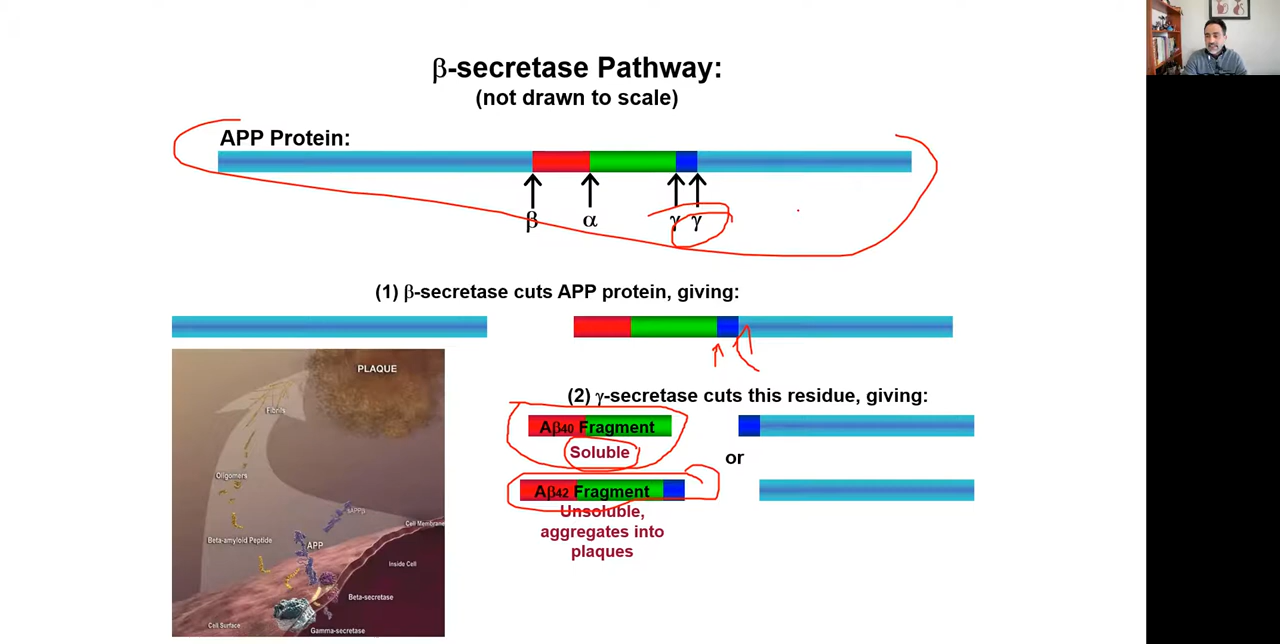 β-secretase Pathway:
(not drawn to scale)
APP Protein:
β α γ γ
(1) β-secretase cuts APP protein, giving:
(2) γ-secretase cuts this residue, giving:
Aβ40 Fragment
Soluble
or
Aβ42 Fragment
Unsoluble,
aggregates into
plaques
PLAQUE
Fibrils
Oligomers
sAPPβ
Cell Membrane
Beta-amyloid Peptide
APP
Inside Cell
Beta-secretase
Cell Surface
Gamma-secretase